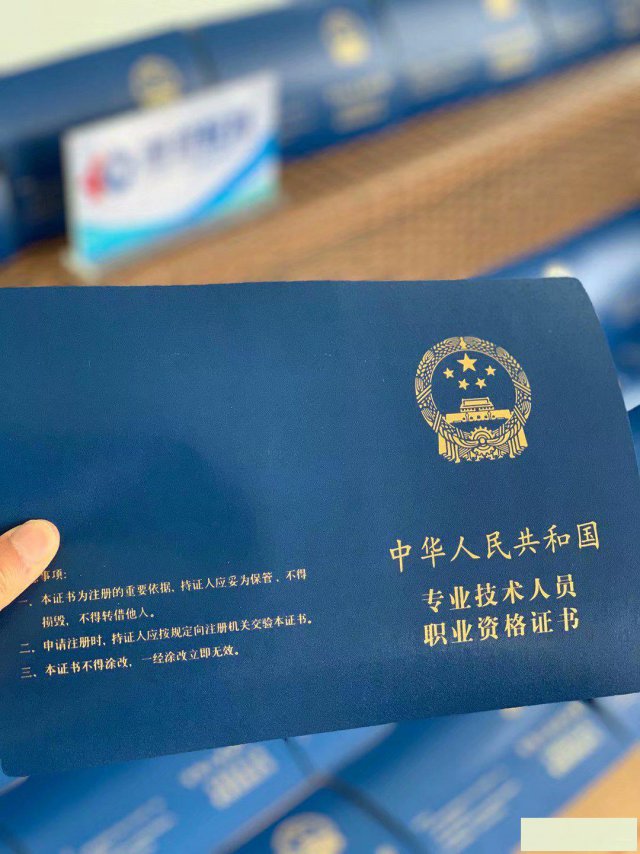 事项:
一、本证书为注册的重要依据、持证人应妥为保管，不得
损毁，不得转借他人。
二、申请注册时、持证人应按规定向注册机关交验本证书。
三、本证书不得涂改，一经涂改立即无效。
中华人民共和国
专业技术人员
职业资格证书